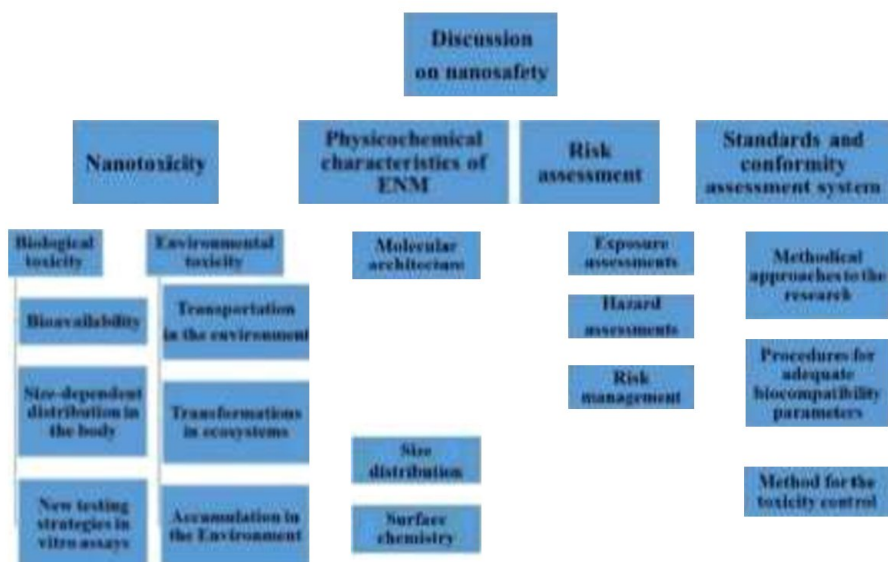 Discussion
on nanosafety
Nanotoxicity
Physicochemical
characteristics of
ENM
Risk
assessment
Standards and
conformity
assessment system
Biological
toxicity
Bioavailability
Size-dependent
distribution in
the body
New testing
strategies in
vitro assays
Environmental
toxicity
Transportation
in the environment
Transformations
in ecosystems
Accumulation in
the Environment
Molecular
architecture
Size
distribution
Surface
chemistry
Exposure
assessments
Hazard
assessments
Risk
management
Methodical
approaches to the
research
Procedures for
adequate
biocompatibility
parameters
Method for the
toxicity control